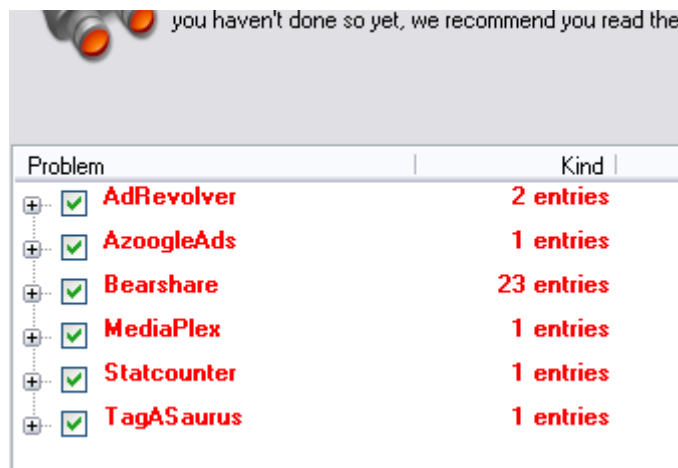 you haven't done so yet, we recommend you read the
Problem Kind
AdRevolver 2 entries
AzoogleAds 1 entries
Bearshare 23 entries
MediaPlex 1 entries
Statcounter 1 entries
TagASaurus 1 entries